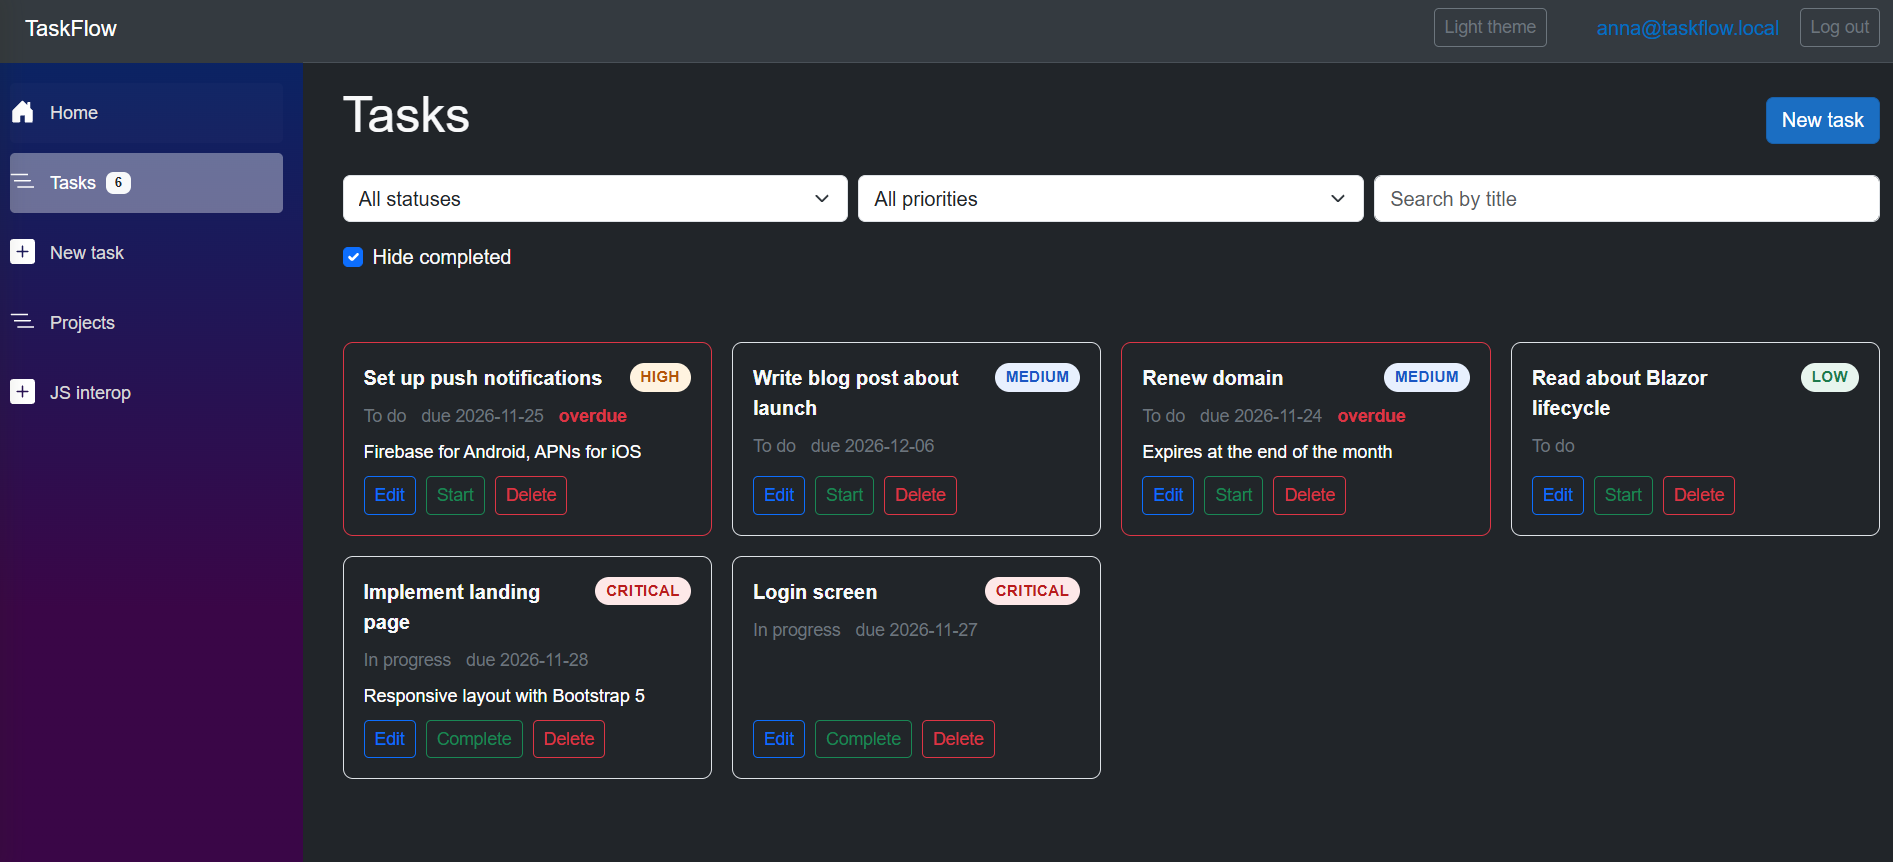 TaskFlow
Light theme
anna@taskflow.local
Log out
Home
Tasks 6
New task
Projects
JS interop
Tasks
New task
All statuses
All priorities
Search by title
Hide completed
Set up push notifications
HIGH
To do due 2026-11-25 overdue
Firebase for Android, APNs for iOS
Edit Start Delete
Write blog post about
launch
MEDIUM
To do due 2026-12-06
Edit Start Delete
Renew domain
MEDIUM
To do due 2026-11-24 overdue
Expires at the end of the month
Edit Start Delete
Read about Blazor
lifecycle
LOW
To do
Edit Start Delete
Implement landing
page
CRITICAL
In progress due 2026-11-28
Responsive layout with Bootstrap 5
Edit Complete Delete
Login screen
CRITICAL
In progress due 2026-11-27
Edit Complete Delete